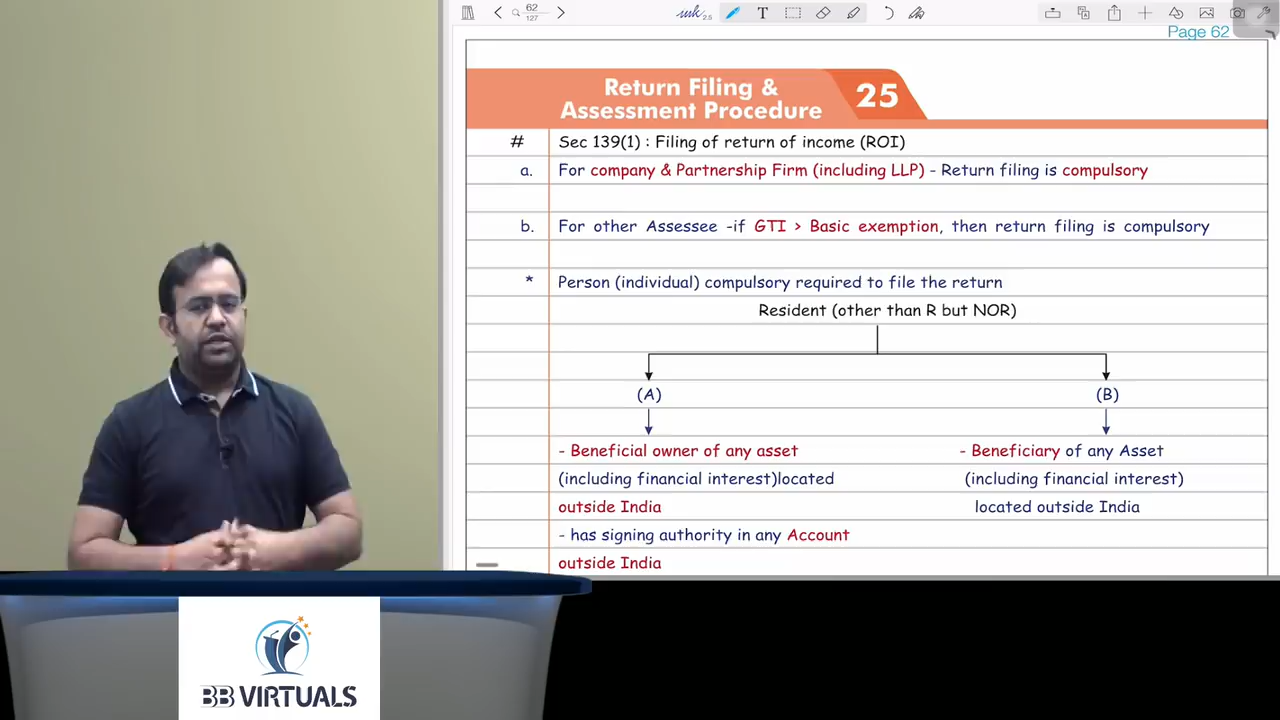 62
127
2.5
T
Page 62
Return Filing &
Assessment Procedure
25
# Sec 139(1) : Filing of return of income (ROI)
a. For company & Partnership Firm (including LLP) - Return filing is compulsory
b. For other Assessee -if GTI > Basic exemption, then return filing is compulsory
* Person (individual) compulsory required to file the return
Resident (other than R but NOR)
(A)
(B)
- Beneficial owner of any asset
(including financial interest)located
outside India
- has signing authority in any Account
outside India
- Beneficiary of any Asset
(including financial interest)
located outside India
BB VIRTUALS